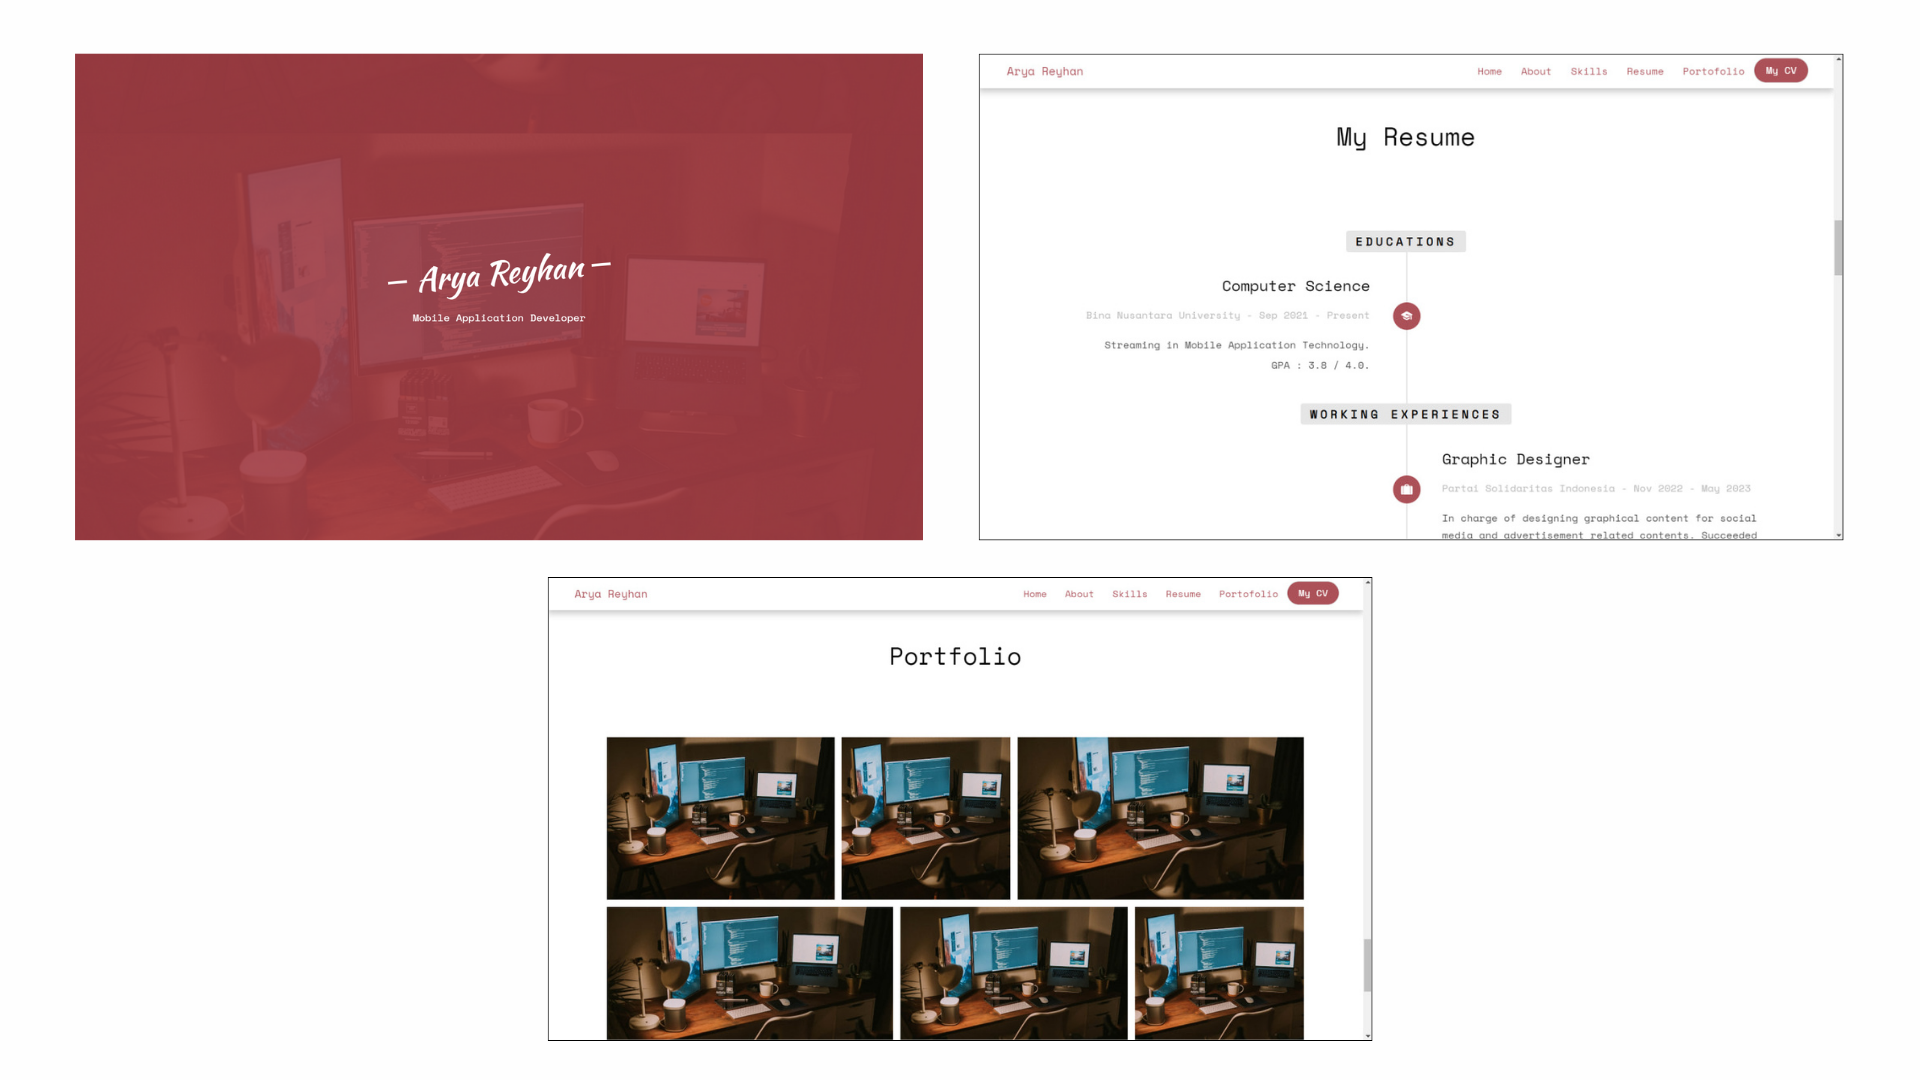 — Arya Reyhan —
Mobile Application Developer
Arya Reyhan Home About Skills Resume Portofolio My CV
My Resume
EDUCATIONS
Computer Science
Bina Nusantara University - Sep 2021 - Present
Streaming in Mobile Application Technology.
GPA : 3.8 / 4.0.
WORKING EXPERIENCES
Graphic Designer
Partai Solidaritas Indonesia - Nov 2022 - May 2023
In charge of designing graphical content for social
media and advertisement related contents. Succeeded
Arya Reyhan Home About Skills Resume Portofolio My CV
Portfolio